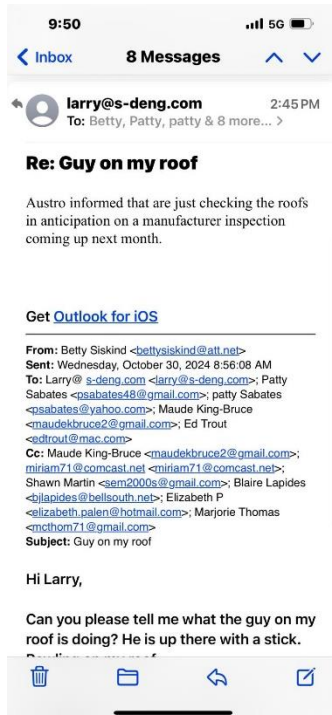 9:50 5G
Inbox 8 Messages
larry@s-deng.com 2:45 PM
To: Betty, Patty, patty & 8 more... >
Re: Guy on my roof
Austro informed that are just checking the roofs
in anticipation on a manufacturer inspection
coming up next month.
Get Outlook for iOS
From: Betty Siskind <bettysiskind@att.net>
Sent: Wednesday, October 30, 2024 8:56:08 AM
To: Larry@ s-deng.com <larry@s-deng.com>; Patty
Sabates <psabates48@gmail.com>; patty Sabates
<psabates@yahoo.com>; Maude King-Bruce
<maudekbruce2@gmail.com>; Ed Trout
<edtrout@mac.com>
Cc: Maude King-Bruce <maudekbruce2@gmail.com>;
miriam71@comcast.net <miriam71@comcast.net>;
Shawn Martin <sem2000s@gmail.com>; Blaire Lapides
<bjlapides@bellsouth.net>; Elizabeth P
<elizabeth.palen@hotmail.com>; Marjorie Thomas
<mcthom71@gmail.com>
Subject: Guy on my roof
Hi Larry,
Can you please tell me what the guy on my
roof is doing? He is up there with a stick.